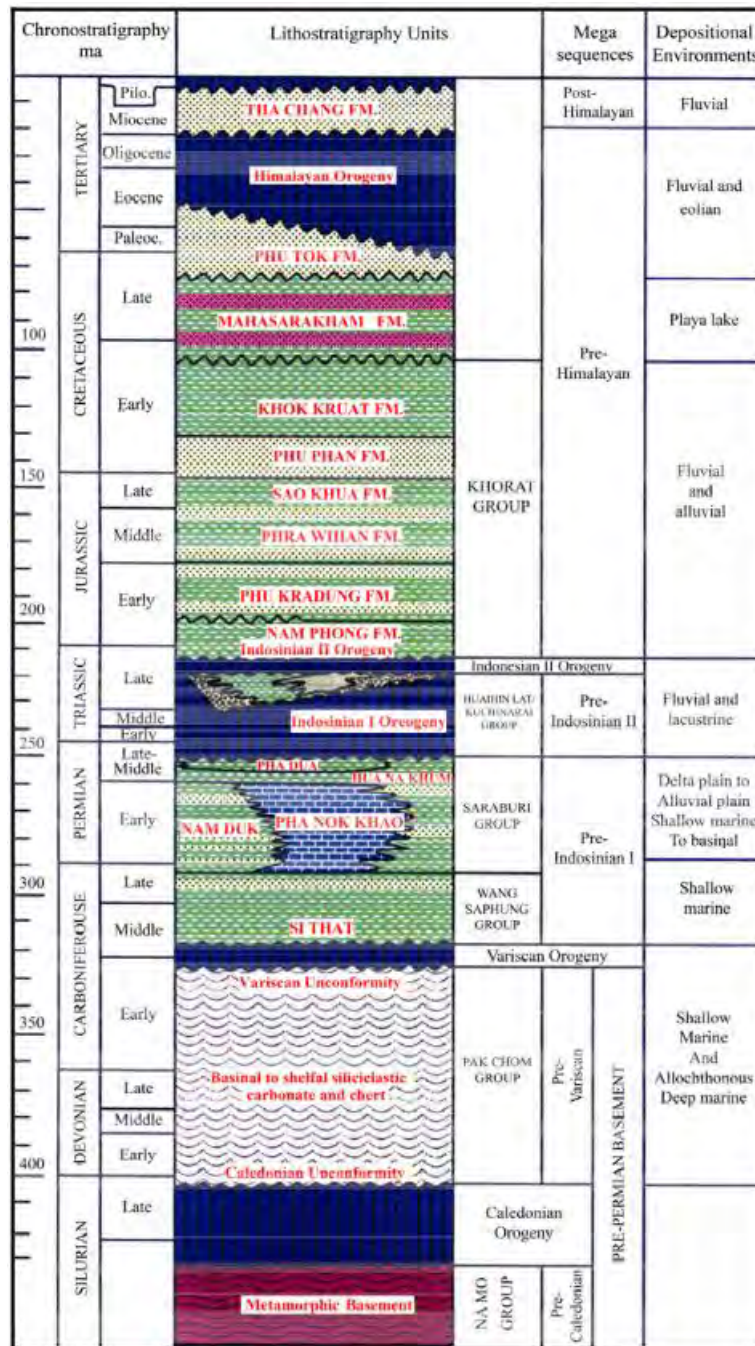 Chronostratigraphy
ma
Lithostratigraphy Units
Mega
sequences
Depositional
Environments
TERTIARY
Pilo.
Miocene
Oligocene
Eocene
Paleoc.
THA CHANG FM.
Himalayan Orogeny
PHU TOK FM.
Post-
Himalayan
Fluvial
Fluvial and
eolian
CRETACEOUS
100
Late
Early
MAHASARAKHAM FM.
KHOK KRUAT FM.
PHU PHAN FM.
Pre-
Himalayan
Playa lake
150
JURASSIC
Late
Middle
Early
SAO KHUA FM.
PHRA WIHAN FM.
PHU KRADUNG FM.
NAM PHONG FM.
Indosinian II Orogeny
KHORAT
GROUP
Fluvial
and
alluvial
200
TRIASSIC
Late
Middle
Early
Indosinian I Oreogeny
Indonesian II Orogeny
HUAIHIN LAT/
KUCHINARAI
GROUP
Pre-
Indosinian II
Fluvial and
lacustrine
250
PERMIAN
Late-
Middle
Early
PHA DUA
HUA NA KHUM
NAM DUK
PHA NOK KHAO
SARABURI
GROUP
Pre-
Indosinian I
Delta plain to
Alluvial plain
Shallow marine
To basinal
300
CARBONIFEROUSE
Late
Middle
Early
SI THAT
WANG
SAPHUNG
GROUP
Shallow
marine
Variscan Orogeny
Variscan Unconformity
350
DEVONIAN
Late
Middle
Early
Basinal to shelfal siliciclastic
carbonate and chert
Caledonian Unconformity
PAK CHOM
GROUP
Pre-
Variscan
PRE-PERMIAN BASEMENT
Shallow
Marine
And
Allochthonous
Deep marine
400
SILURIAN
Late
Caledonian
Orogeny
Metamorphic Basement
NA MO
GROUP
Pre-
Caledonian